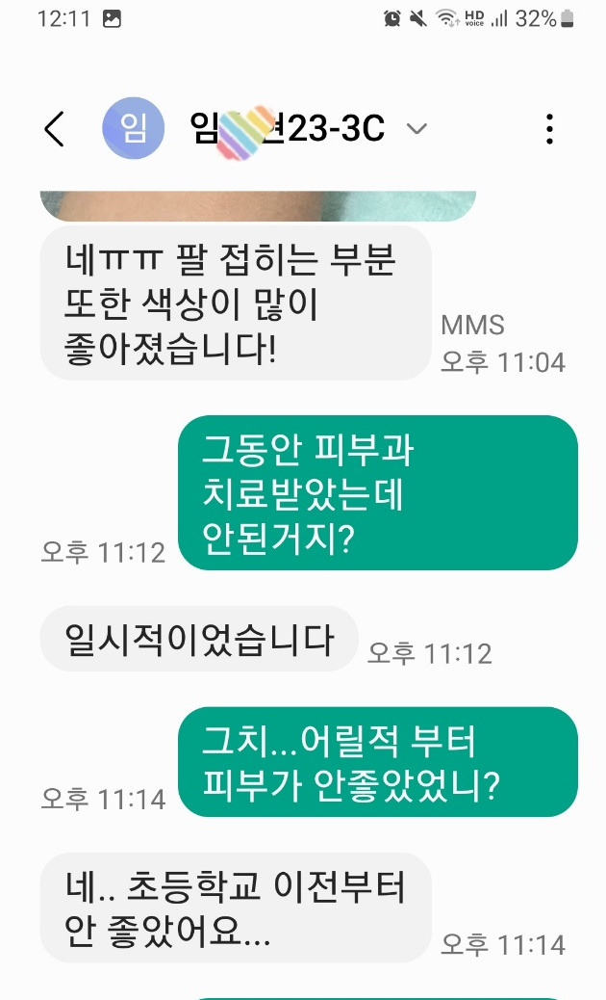 12:11 HD voice 32%
임 임 현23-3C
네ㅠㅠ 팔 접히는 부분
또한 색상이 많이
좋아졌습니다!
MMS
오후 11:04
그동안 피부과
치료받았는데
안된거지?
오후 11:12
일시적이었습니다
오후 11:12
그치...어릴적 부터
피부가 안좋았었니?
오후 11:14
네.. 초등학교 이전부터
안 좋았어요...
오후 11:14